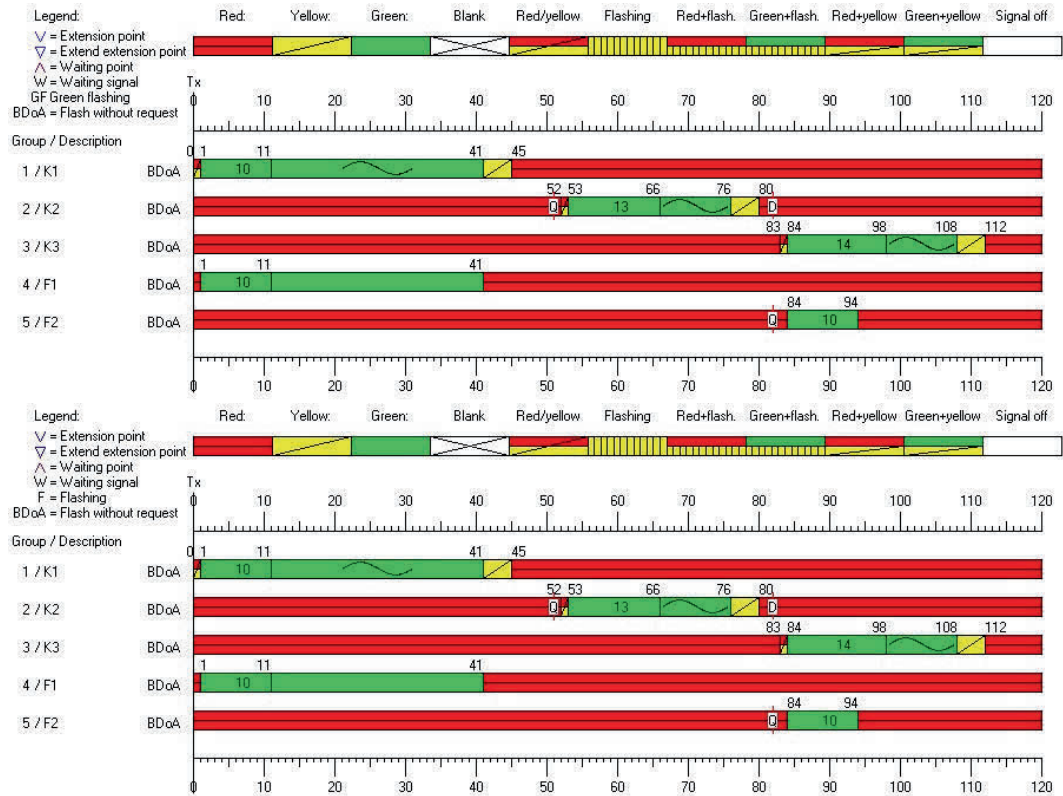 Legend: Red: Yellow: Green: Blank Red/yellow Flashing Red+flash. Green+flash. Red+yellow Green+yellow Signal off
V = Extension point
∇ = Extend extension point
Λ = Waiting point
W = Waiting signal
GF Green flashing
BDoA = Flash without request
Tx
0 10 20 30 40 50 60 70 80 90 100 110 120
Group / Description
0 1 11 41 45
1 / K1 BDoA 10
52 53 66 76 80
2 / K2 BDoA Q 13 D
83 84 98 108 112
3 / K3 BDoA 14
1 11 41
4 / F1 BDoA 10
84 94
5 / F2 BDoA Q 10
0 10 20 30 40 50 60 70 80 90 100 110 120
Legend: Red: Yellow: Green: Blank Red/yellow Flashing Red+flash. Green+flash. Red+yellow Green+yellow Signal off
V = Extension point
∇ = Extend extension point
Λ = Waiting point
W = Waiting signal
F = Flashing
BDoA = Flash without request
Tx
0 10 20 30 40 50 60 70 80 90 100 110 120
Group / Description
0 1 11 41 45
1 / K1 BDoA 10
52 53 66 76 80
2 / K2 BDoA Q 13 D
83 84 98 108 112
3 / K3 BDoA 14
1 11 41
4 / F1 BDoA 10
84 94
5 / F2 BDoA Q 10
0 10 20 30 40 50 60 70 80 90 100 110 120